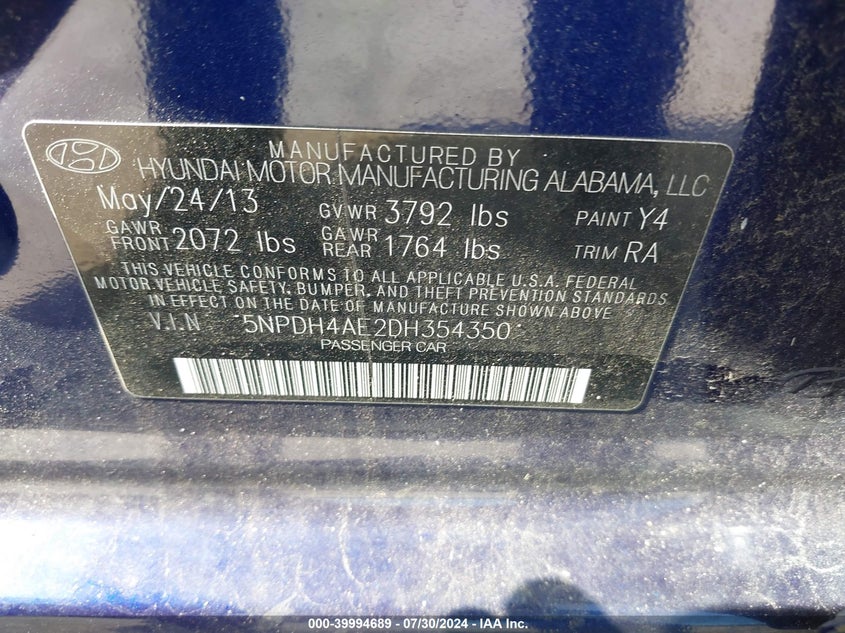 MANUFACTURED BY
HYUNDAI MOTOR MANUFACTURING ALABAMA, LLC
May/24/13 GVWR 3792 lbs PAINT Y4
GAWR FRONT 2072 lbs GAWR REAR 1764 lbs TRIM RA
THIS VEHICLE CONFORMS TO ALL APPLICABLE U.S.A. FEDERAL
MOTOR VEHICLE SAFETY, BUMPER, AND THEFT PREVENTION STANDARDS
IN EFFECT ON THE DATE OF MANUFACTURE SHOWN ABOVE.
V.I.N *5NPDH4AE2DH354350*
PASSENGER CAR
000-39994689 - 07/30/2024 - IAA Inc.